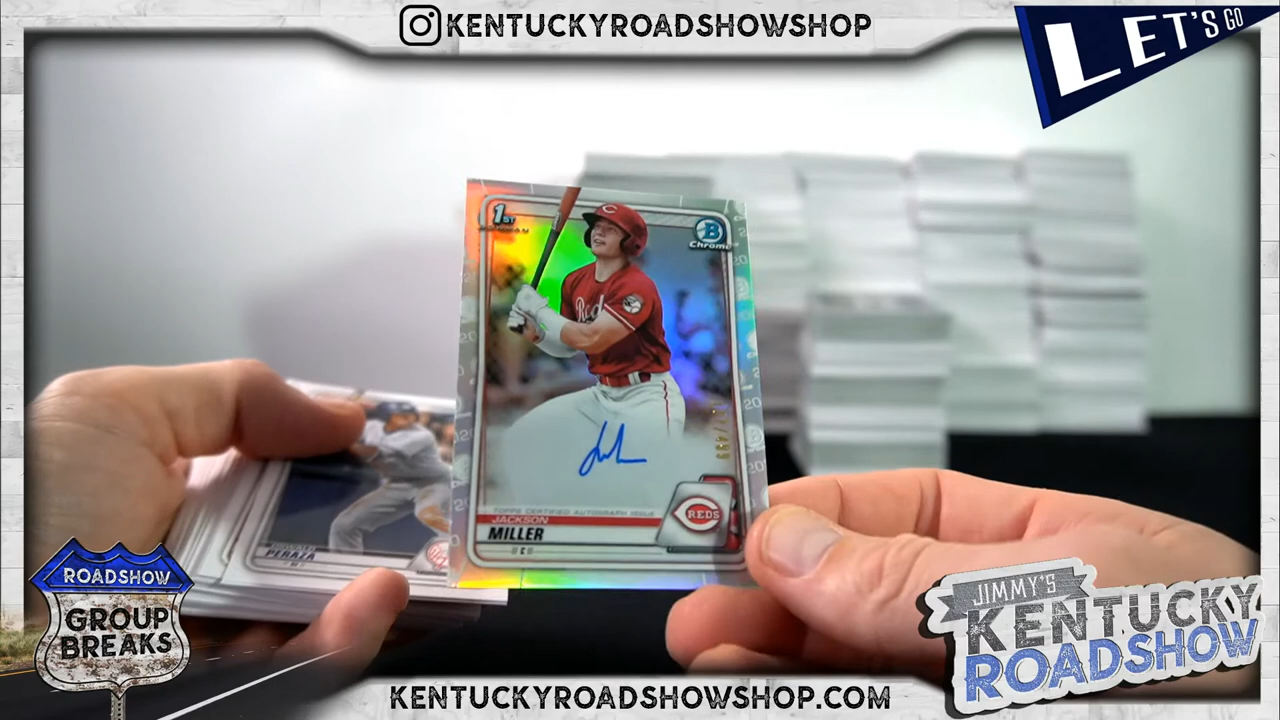 KENTUCKYROADSHOWSHOP
LET'S GO
1ST
B
Chrome
Reds
TOPPS CERTIFIED AUTOGRAPH ISSUE
JACKSON
MILLER
C
REDS
PERAZA
ROADSHOW
GROUP
BREAKS
JIMMY'S
KENTUCKY
ROADSHOW
KENTUCKYROADSHOWSHOP.COM